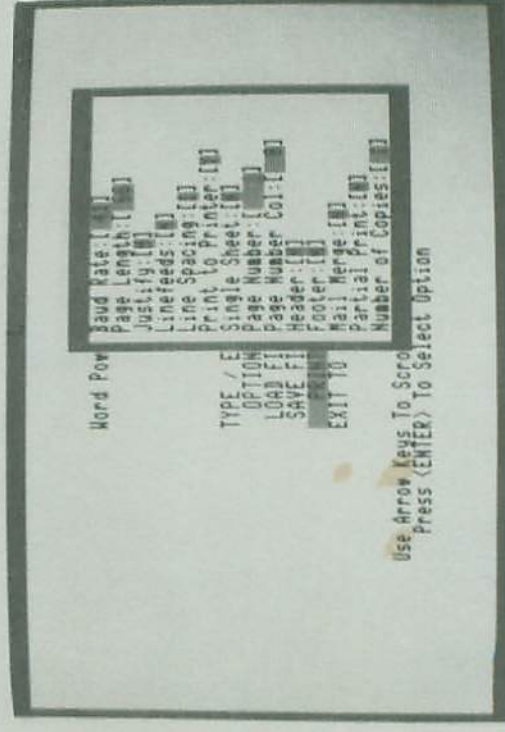 Word Pow
TYPE / E
OPTION
LOAD FI
SAVE FI
PRINT
EXIT TO
Use Arrow Keys To Scro
Press <ENTER> To Select Option
Baud Rate:[
Page Length:[
Justify:[N]
Linefeeds:[N]
Line Spacing:[
Print to Printer:[
Single Sheet:[N]
Page Number:[
Page Number Col:[
Header:[
Footer:[
Mail Merge:[N]
Partial Print:[N]
Number of Copies:[